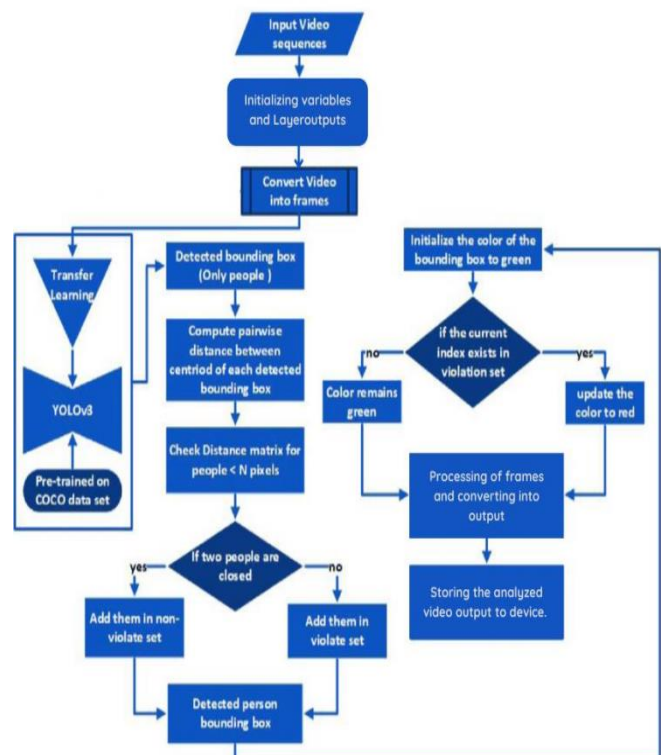 Input Video
sequences
Initializing variables
and Layeroutputs
Convert Video
into frames
Transfer
Learning
YOLOv3
Pre-trained on
COCO data set
Detected bounding box
(Only people )
Compute pairwise
distance between
centriod of each detected
bounding box
Check Distance matrix for
people < N pixels
If two people are
closed
yes
no
Add them in non-
violate set
Add them in
violate set
Detected person
bounding box
Initialize the color of the
bounding box to green
if the current
index exists in
violation set
no
yes
Color remains
green
update the
color to red
Processing of frames
and converting into
output
Storing the analyzed
video output to device.